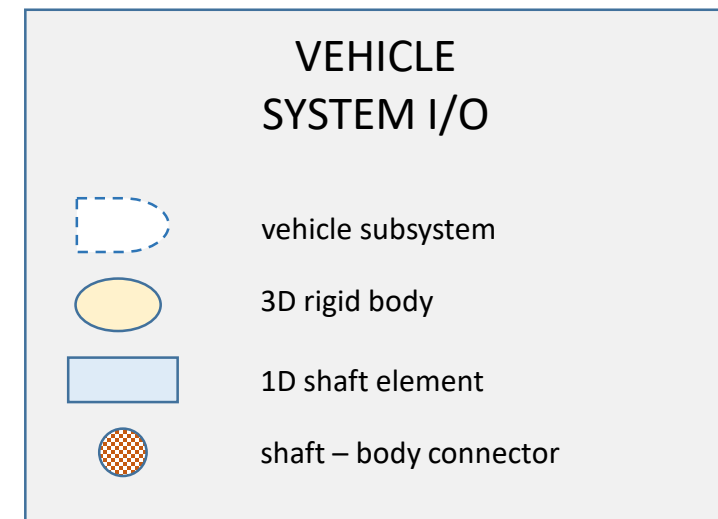 VEHICLE
SYSTEM I/O
vehicle subsystem
3D rigid body
1D shaft element
shaft – body connector